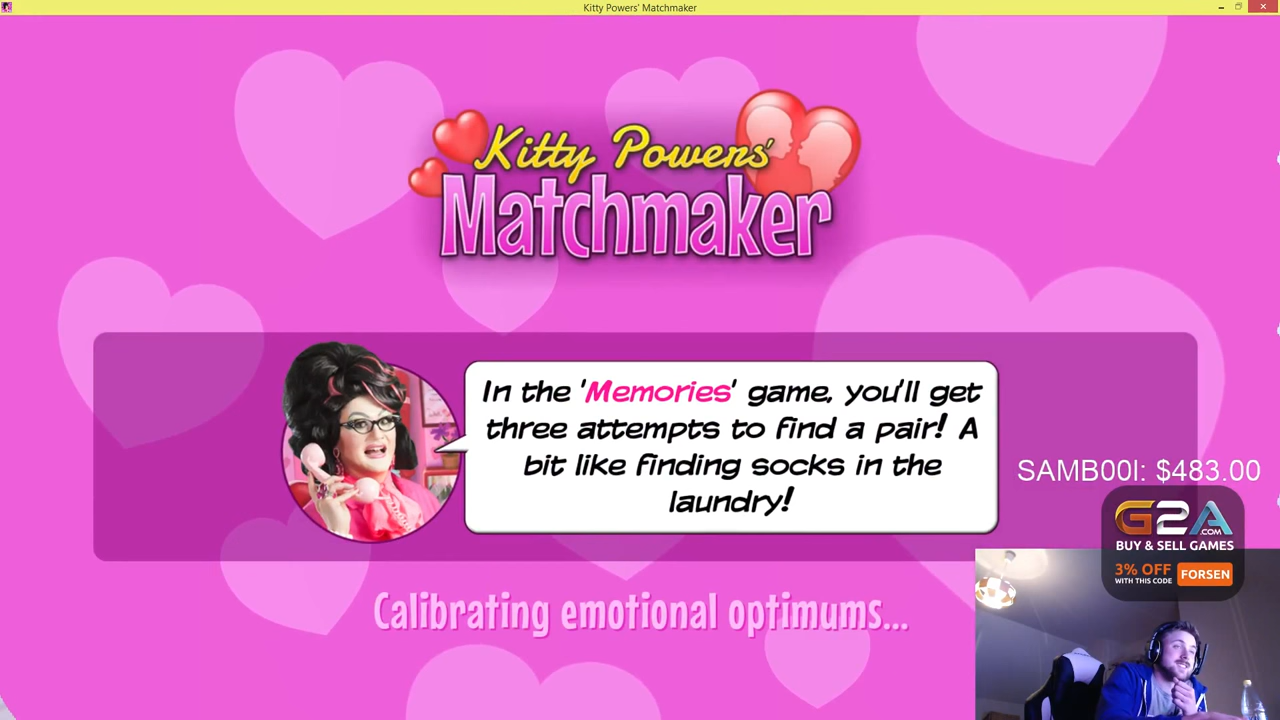 Kitty Powers' Matchmaker
Kitty Powers'
Matchmaker
In the 'Memories' game, you'll get
three attempts to find a pair! A
bit like finding socks in the
laundry!
SAMB00I: $483.00
G2A
.COM
BUY & SELL GAMES
3% OFF
WITH THIS CODE
FORSEN
Calibrating emotional optimums...